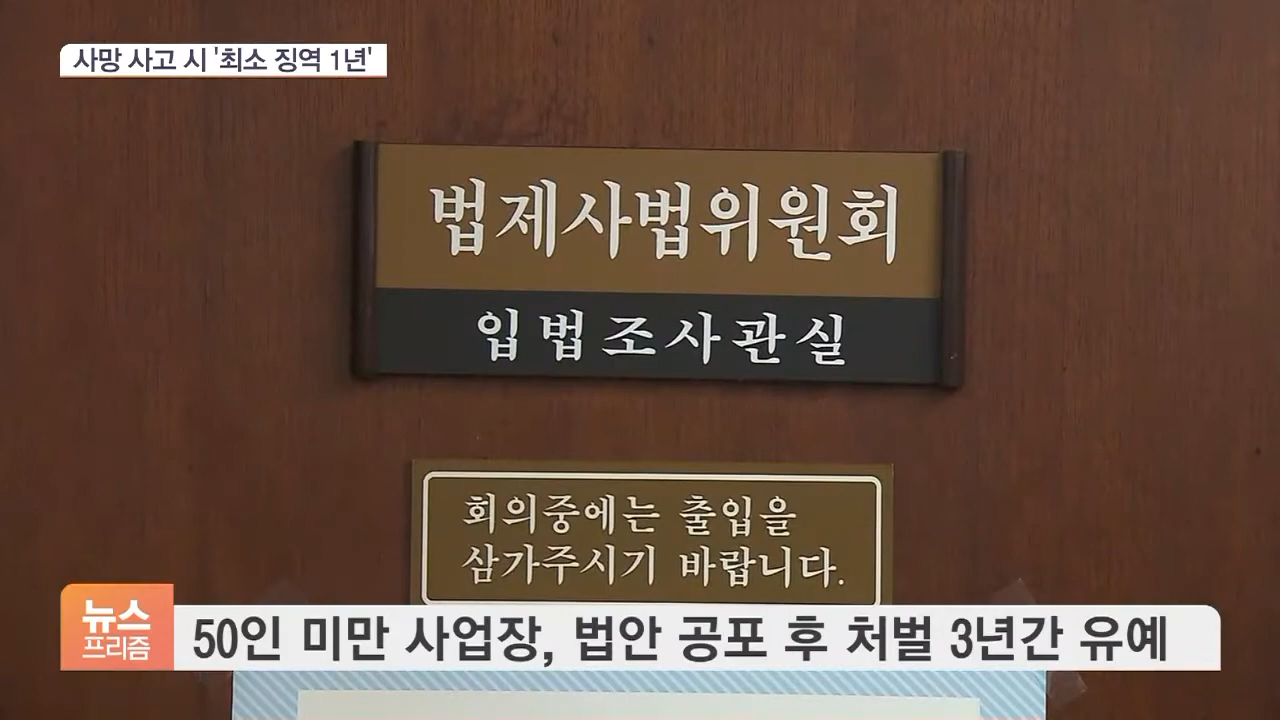 사망 사고 시 '최소 징역 1년'
법제사법위원회
입법조사관실
회의중에는 출입을
삼가주시기 바랍니다.
뉴스
프리즘
50인 미만 사업장, 법안 공포 후 처벌 3년간 유예